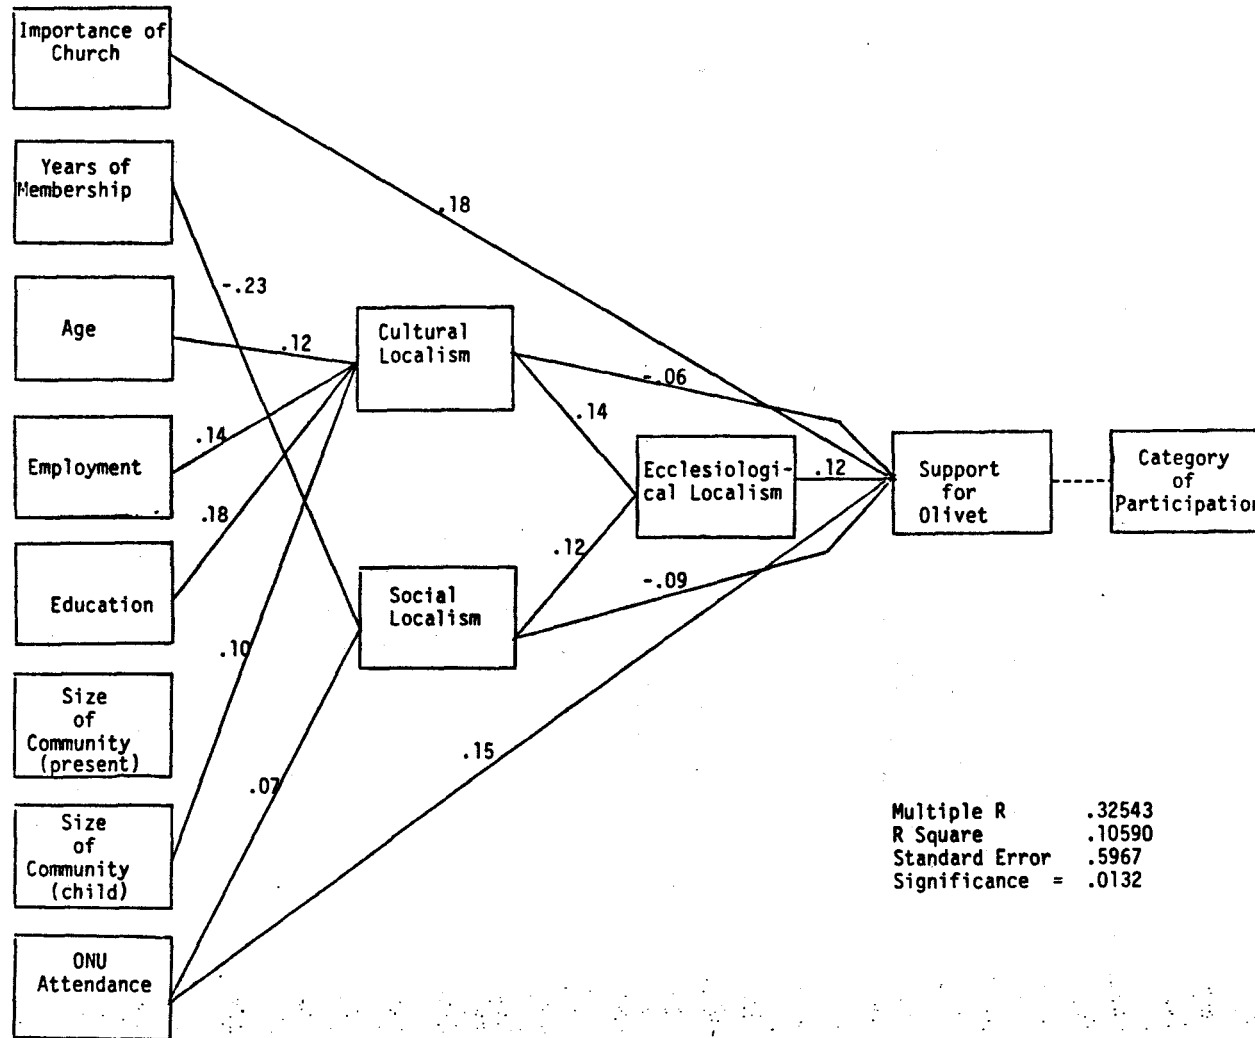 Importance of
Church
Years of
Membership
Age
Employment
Education
Size
of
Community
(present)
Size
of
Community
(child)
ONU
Attendance
.18
-.23
.12
.14
.18
.10
.07
.15
Cultural
Localism
Social
Localism
-.06
.14
.12
-.09
Ecclesiologi-
cal Localism
.12
Support
for
Olivet
Category
of
Participation
Multiple R .32543
R Square .10590
Standard Error .5967
Significance = .0132